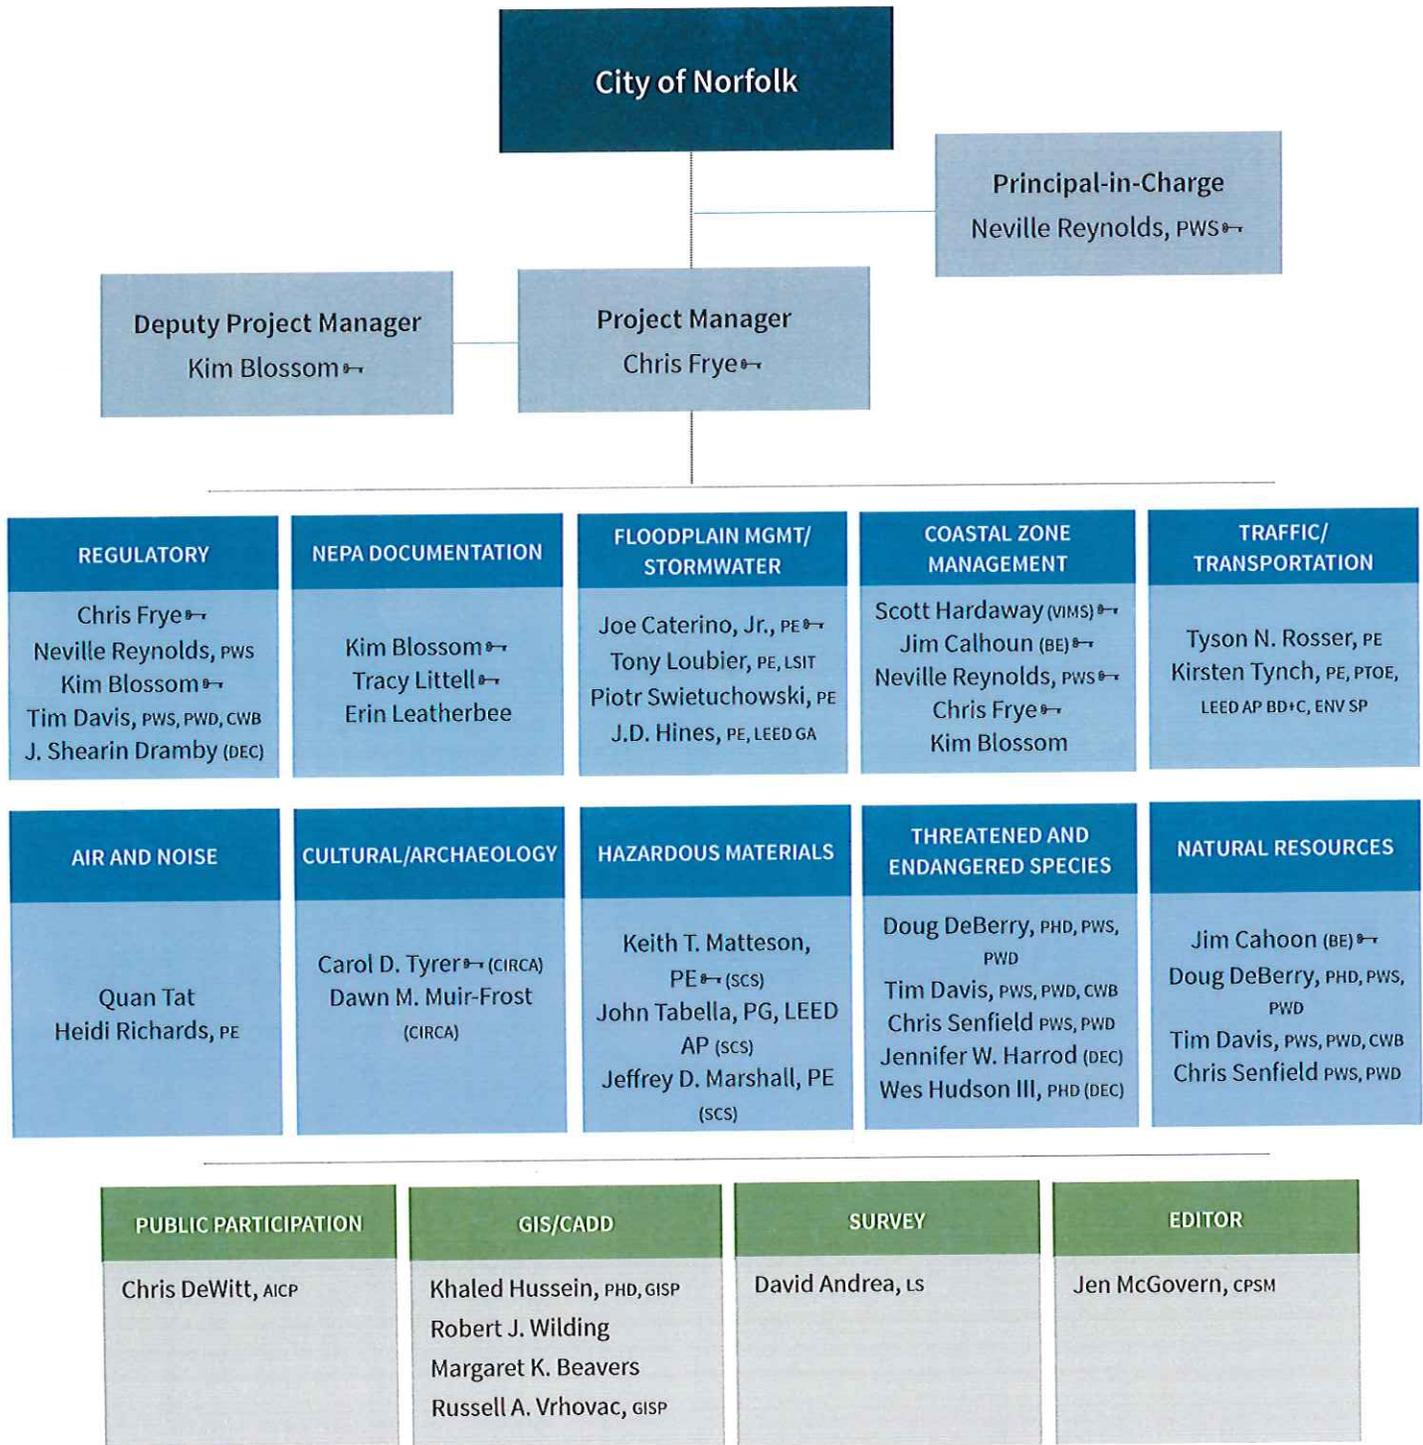 City of Norfolk
Principal-in-Charge
Neville Reynolds, PWS
Deputy Project Manager
Kim Blossom
Project Manager
Chris Frye
REGULATORY
Chris Frye
Neville Reynolds, PWS
Kim Blossom
Tim Davis, PWS, PWD, CWB
J. Shearin Dramby (DEC)
NEPA DOCUMENTATION
Kim Blossom
Tracy Littell
Erin Leatherbee
FLOODPLAIN MGMT/
STORMWATER
Joe Caterino, Jr., PE
Tony Loubier, PE, LSIT
Piotr Swietuchowski, PE
J.D. Hines, PE, LEED GA
COASTAL ZONE
MANAGEMENT
Scott Hardaway (VIMS)
Jim Calhoun (BE)
Neville Reynolds, PWS
Chris Frye
Kim Blossom
TRAFFIC/
TRANSPORTATION
Tyson N. Rosser, PE
Kirsten Tynch, PE, PTOE,
LEED AP BD+C, ENV SP
AIR AND NOISE
Quan Tat
Heidi Richards, PE
CULTURAL/ARCHAEOLOGY
Carol D. Tyrer (CIRCA)
Dawn M. Muir-Frost
(CIRCA)
HAZARDOUS MATERIALS
Keith T. Matteson,
PE (SCS)
John Tabella, PG, LEED
AP (SCS)
Jeffrey D. Marshall, PE
(SCS)
THREATENED AND
ENDANGERED SPECIES
Doug DeBerry, PHD, PWS,
PWD
Tim Davis, PWS, PWD, CWB
Chris Senfield PWS, PWD
Jennifer W. Harrod (DEC)
Wes Hudson III, PHD (DEC)
NATURAL RESOURCES
Jim Cahoon (BE)
Doug DeBerry, PHD, PWS,
PWD
Tim Davis, PWS, PWD, CWB
Chris Senfield PWS, PWD
PUBLIC PARTICIPATION
Chris DeWitt, AICP
GIS/CADD
Khaled Hussein, PHD, GISP
Robert J. Wilding
Margaret K. Beavers
Russell A. Vrhovac, GISP
SURVEY
David Andrea, LS
EDITOR
Jen McGovern, CPSM